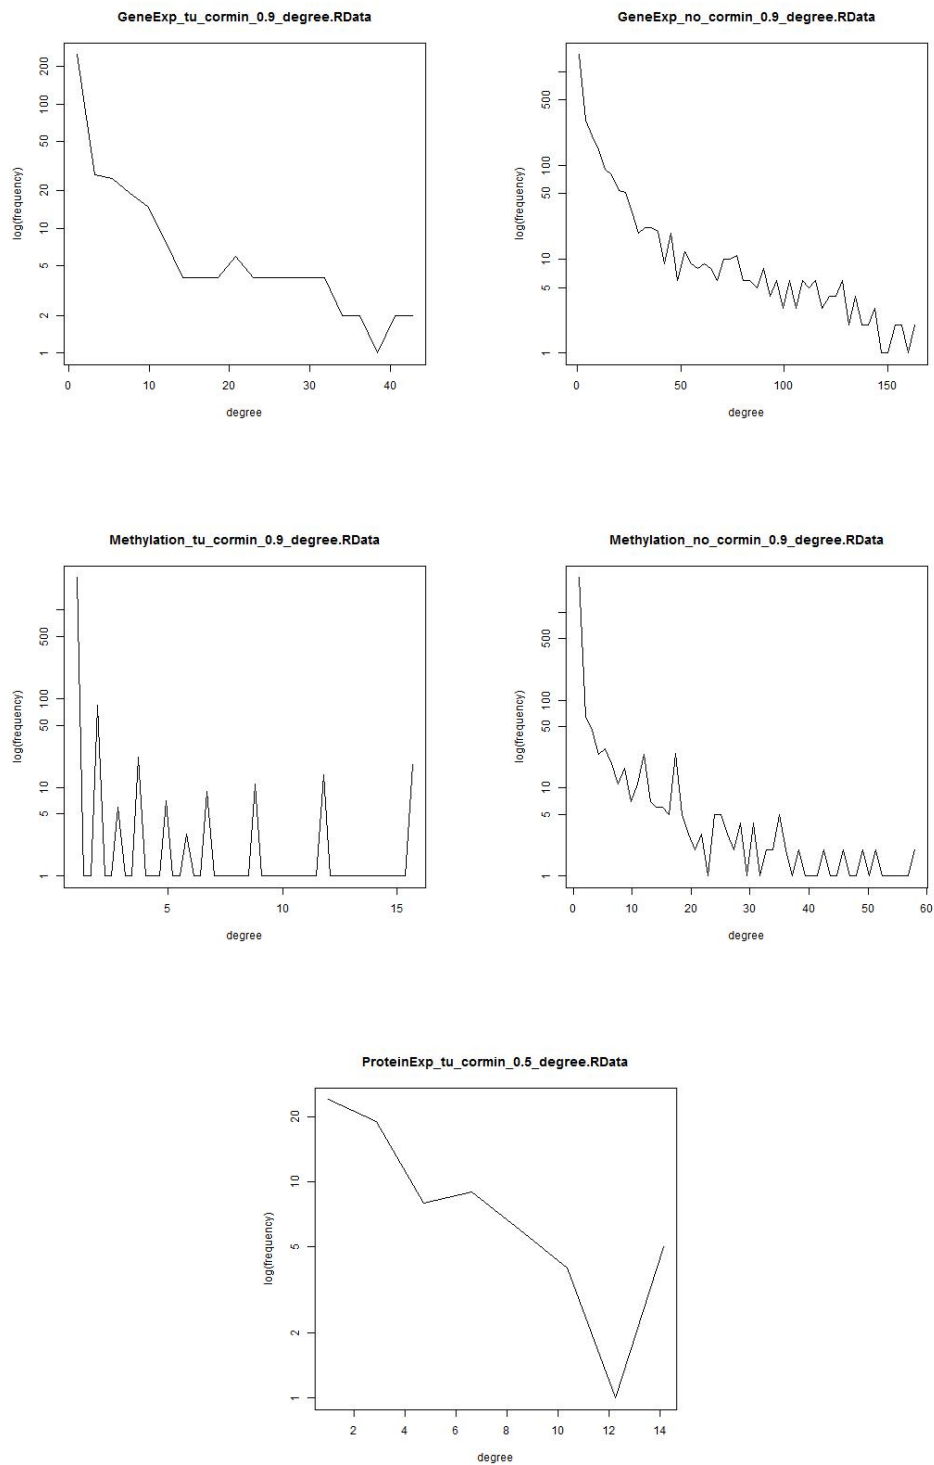 GeneExp_tu_cormin_0.9_degree.RData
log(frequency)
200
100
50
20
10
5
2
1
0 10 20 30 40
degree
GeneExp_no_cormin_0.9_degree.RData
log(frequency)
500
100
50
10
5
1
0 50 100 150
degree
Methylation_tu_cormin_0.9_degree.RData
log(frequency)
500
100
50
10
5
1
5 10 15
degree
Methylation_no_cormin_0.9_degree.RData
log(frequency)
500
100
50
10
5
1
0 10 20 30 40 50 60
degree
ProteinExp_tu_cormin_0.5_degree.RData
log(frequency)
20
10
5
2
1
2 4 6 8 10 12 14
degree